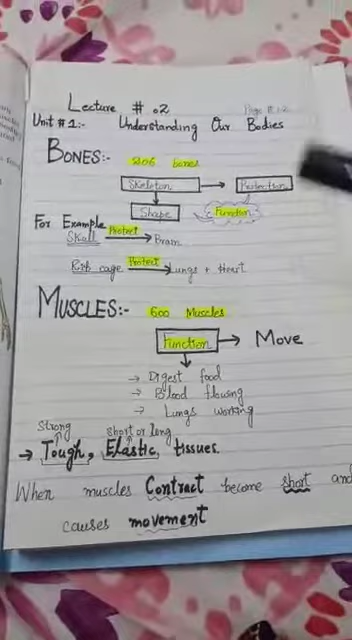 Lecture # .02
Unit # 1:- Understanding Our Bodies
BONES:- 206 bones
Skeleton → Protection
Shape Function
For Example
Skull Protect → Brain
Rib cage Protect → Lungs + Heart
MUSCLES:- 600 Muscles
Function → Move
→ Digest food
→ Blood flowing
→ Lungs working
Strong short or long
→ Tough, Elastic, tissues.
When muscles Contract become short and
causes movement